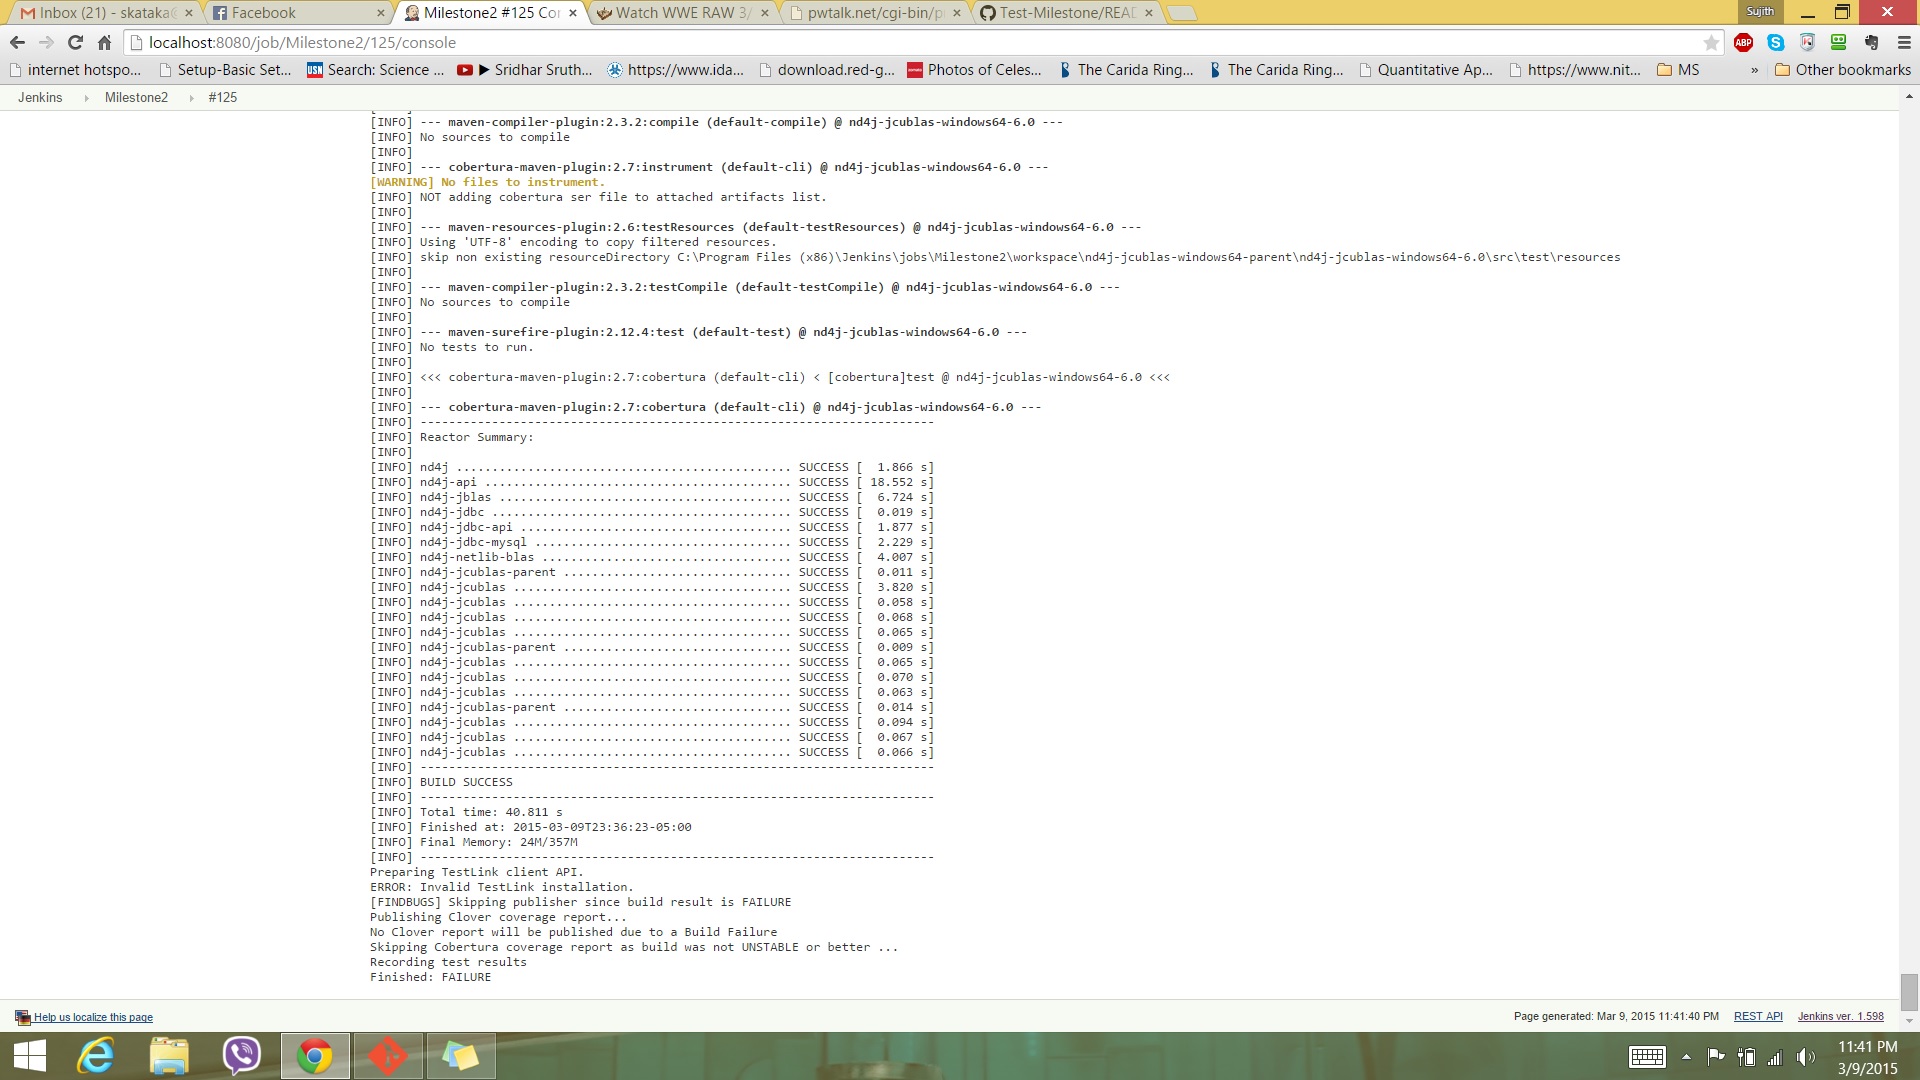 Inbox (21) - skataka@
Facebook
Milestone2 #125 Co
Watch WWE RAW 3/
pwtalk.net/cgi-bin/p
Test-Milestone/READ
Sujith
localhost:8080/job/Milestone2/125/console
ABP
internet hotspo...
Setup-Basic Set...
USN Search: Science ...
▶ Sridhar Sruth...
https://www.ida...
download.red-g...
Photos of Celes...
The Carida Ring...
The Carida Ring...
Quantitative Ap...
https://www.nit...
MS
»
Other bookmarks
Jenkins
Milestone2
#125
[INFO]
[INFO] --- maven-compiler-plugin:2.3.2:compile (default-compile) @ nd4j-jcublas-windows64-6.0 ---
[INFO] No sources to compile
[INFO]
[INFO] --- cobertura-maven-plugin:2.7:instrument (default-cli) @ nd4j-jcublas-windows64-6.0 ---
[WARNING] No files to instrument.
[INFO] NOT adding cobertura ser file to attached artifacts list.
[INFO]
[INFO] --- maven-resources-plugin:2.6:testResources (default-testResources) @ nd4j-jcublas-windows64-6.0 ---
[INFO] Using 'UTF-8' encoding to copy filtered resources.
[INFO] skip non existing resourceDirectory C:\Program Files (x86)\Jenkins\jobs\Milestone2\workspace\nd4j-jcublas-windows64-parent\nd4j-jcublas-windows64-6.0\src\test\resources
[INFO]
[INFO] --- maven-compiler-plugin:2.3.2:testCompile (default-testCompile) @ nd4j-jcublas-windows64-6.0 ---
[INFO] No sources to compile
[INFO]
[INFO] --- maven-surefire-plugin:2.12.4:test (default-test) @ nd4j-jcublas-windows64-6.0 ---
[INFO] No tests to run.
[INFO]
[INFO] <<< cobertura-maven-plugin:2.7:cobertura (default-cli) < [cobertura]test @ nd4j-jcublas-windows64-6.0 <<<
[INFO]
[INFO] --- cobertura-maven-plugin:2.7:cobertura (default-cli) @ nd4j-jcublas-windows64-6.0 ---
[INFO] ------------------------------------------------------------------------
[INFO] Reactor Summary:
[INFO]
[INFO] nd4j ............................................... SUCCESS [  1.866 s]
[INFO] nd4j-api ........................................... SUCCESS [ 18.552 s]
[INFO] nd4j-jblas ......................................... SUCCESS [  6.724 s]
[INFO] nd4j-jdbc .......................................... SUCCESS [  0.019 s]
[INFO] nd4j-jdbc-api ...................................... SUCCESS [  1.877 s]
[INFO] nd4j-jdbc-mysql .................................... SUCCESS [  2.229 s]
[INFO] nd4j-netlib-blas ................................... SUCCESS [  4.007 s]
[INFO] nd4j-jcublas-parent ................................ SUCCESS [  0.011 s]
[INFO] nd4j-jcublas ....................................... SUCCESS [  3.820 s]
[INFO] nd4j-jcublas ....................................... SUCCESS [  0.058 s]
[INFO] nd4j-jcublas ....................................... SUCCESS [  0.068 s]
[INFO] nd4j-jcublas ....................................... SUCCESS [  0.065 s]
[INFO] nd4j-jcublas-parent ................................ SUCCESS [  0.009 s]
[INFO] nd4j-jcublas ....................................... SUCCESS [  0.065 s]
[INFO] nd4j-jcublas ....................................... SUCCESS [  0.070 s]
[INFO] nd4j-jcublas ....................................... SUCCESS [  0.063 s]
[INFO] nd4j-jcublas-parent ................................ SUCCESS [  0.014 s]
[INFO] nd4j-jcublas ....................................... SUCCESS [  0.094 s]
[INFO] nd4j-jcublas ....................................... SUCCESS [  0.067 s]
[INFO] nd4j-jcublas ....................................... SUCCESS [  0.066 s]
[INFO] ------------------------------------------------------------------------
[INFO] BUILD SUCCESS
[INFO] ------------------------------------------------------------------------
[INFO] Total time: 40.811 s
[INFO] Finished at: 2015-03-09T23:36:23-05:00
[INFO] Final Memory: 24M/357M
[INFO] ------------------------------------------------------------------------
Preparing TestLink client API.
ERROR: Invalid TestLink installation.
[FINDBUGS] Skipping publisher since build result is FAILURE
Publishing Clover coverage report...
No Clover report will be published due to a Build Failure
Skipping Cobertura coverage report as build was not UNSTABLE or better ...
Recording test results
Finished: FAILURE
Help us localize this page
Page generated: Mar 9, 2015 11:41:40 PM
REST API
Jenkins ver. 1.598
11:41 PM
3/9/2015